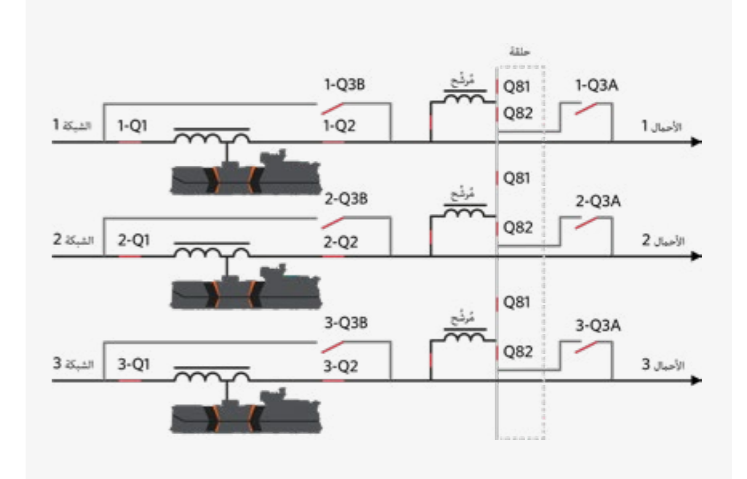 حلقة
1-Q3B
مُرشّح
Q81
1-Q3A
Q82
الشبكة 1
1-Q1
1-Q2
الأحمال 1
Q81
2-Q3B
مُرشّح
2-Q3A
Q82
الشبكة 2
2-Q1
2-Q2
الأحمال 2
Q81
3-Q3B
مُرشّح
3-Q3A
Q82
الشبكة 3
3-Q1
3-Q2
الأحمال 3